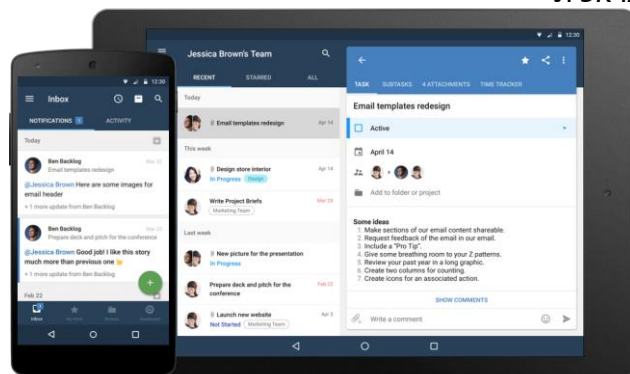 12:30
Inbox
NOTIFICATIONS
ACTIVITY
Today
Ben Backlog
Mar 22
Email templates redesign
@Jessica Brown Here are some images for
email header
+ 1 more update from Ben Backlog
Ben Backlog
Mar 22
Prepare deck and pitch for the conference
@Jessica Brown Good job! I like this story
much more than previous one
+ 1 more update from Ben Backlog
Feb 22
Inbox
12:30
Jessica Brown's Team
RECENT
STARRED
ALL
Today
Email templates redesign
Apr 14
This week
Design store interior
Apr 14
In Progress
Design
Write Project Briefs
Mar 28
Marketing Team
Last week
New picture for the presentation
In Progress
Prepare deck and pitch for the
Feb 22
conference
Launch new website
Apr 3
Not Started
Marketing Team
TASK
SUBTASKS
4 ATTACHMENTS
TIME TRACKER
Email templates redesign
Active
April 14
Add to folder or project
Some ideas
1. Make sections of our email content shareable.
2. Request feedback of the email in our email.
3. Include a "Pro Tip".
4. Give some breathing room to your Z patterns.
5. Review your past year in a long graphic.
6. Create two columns for counting.
7. Create icons for an associated action.
SHOW COMMENTS
Write a comment